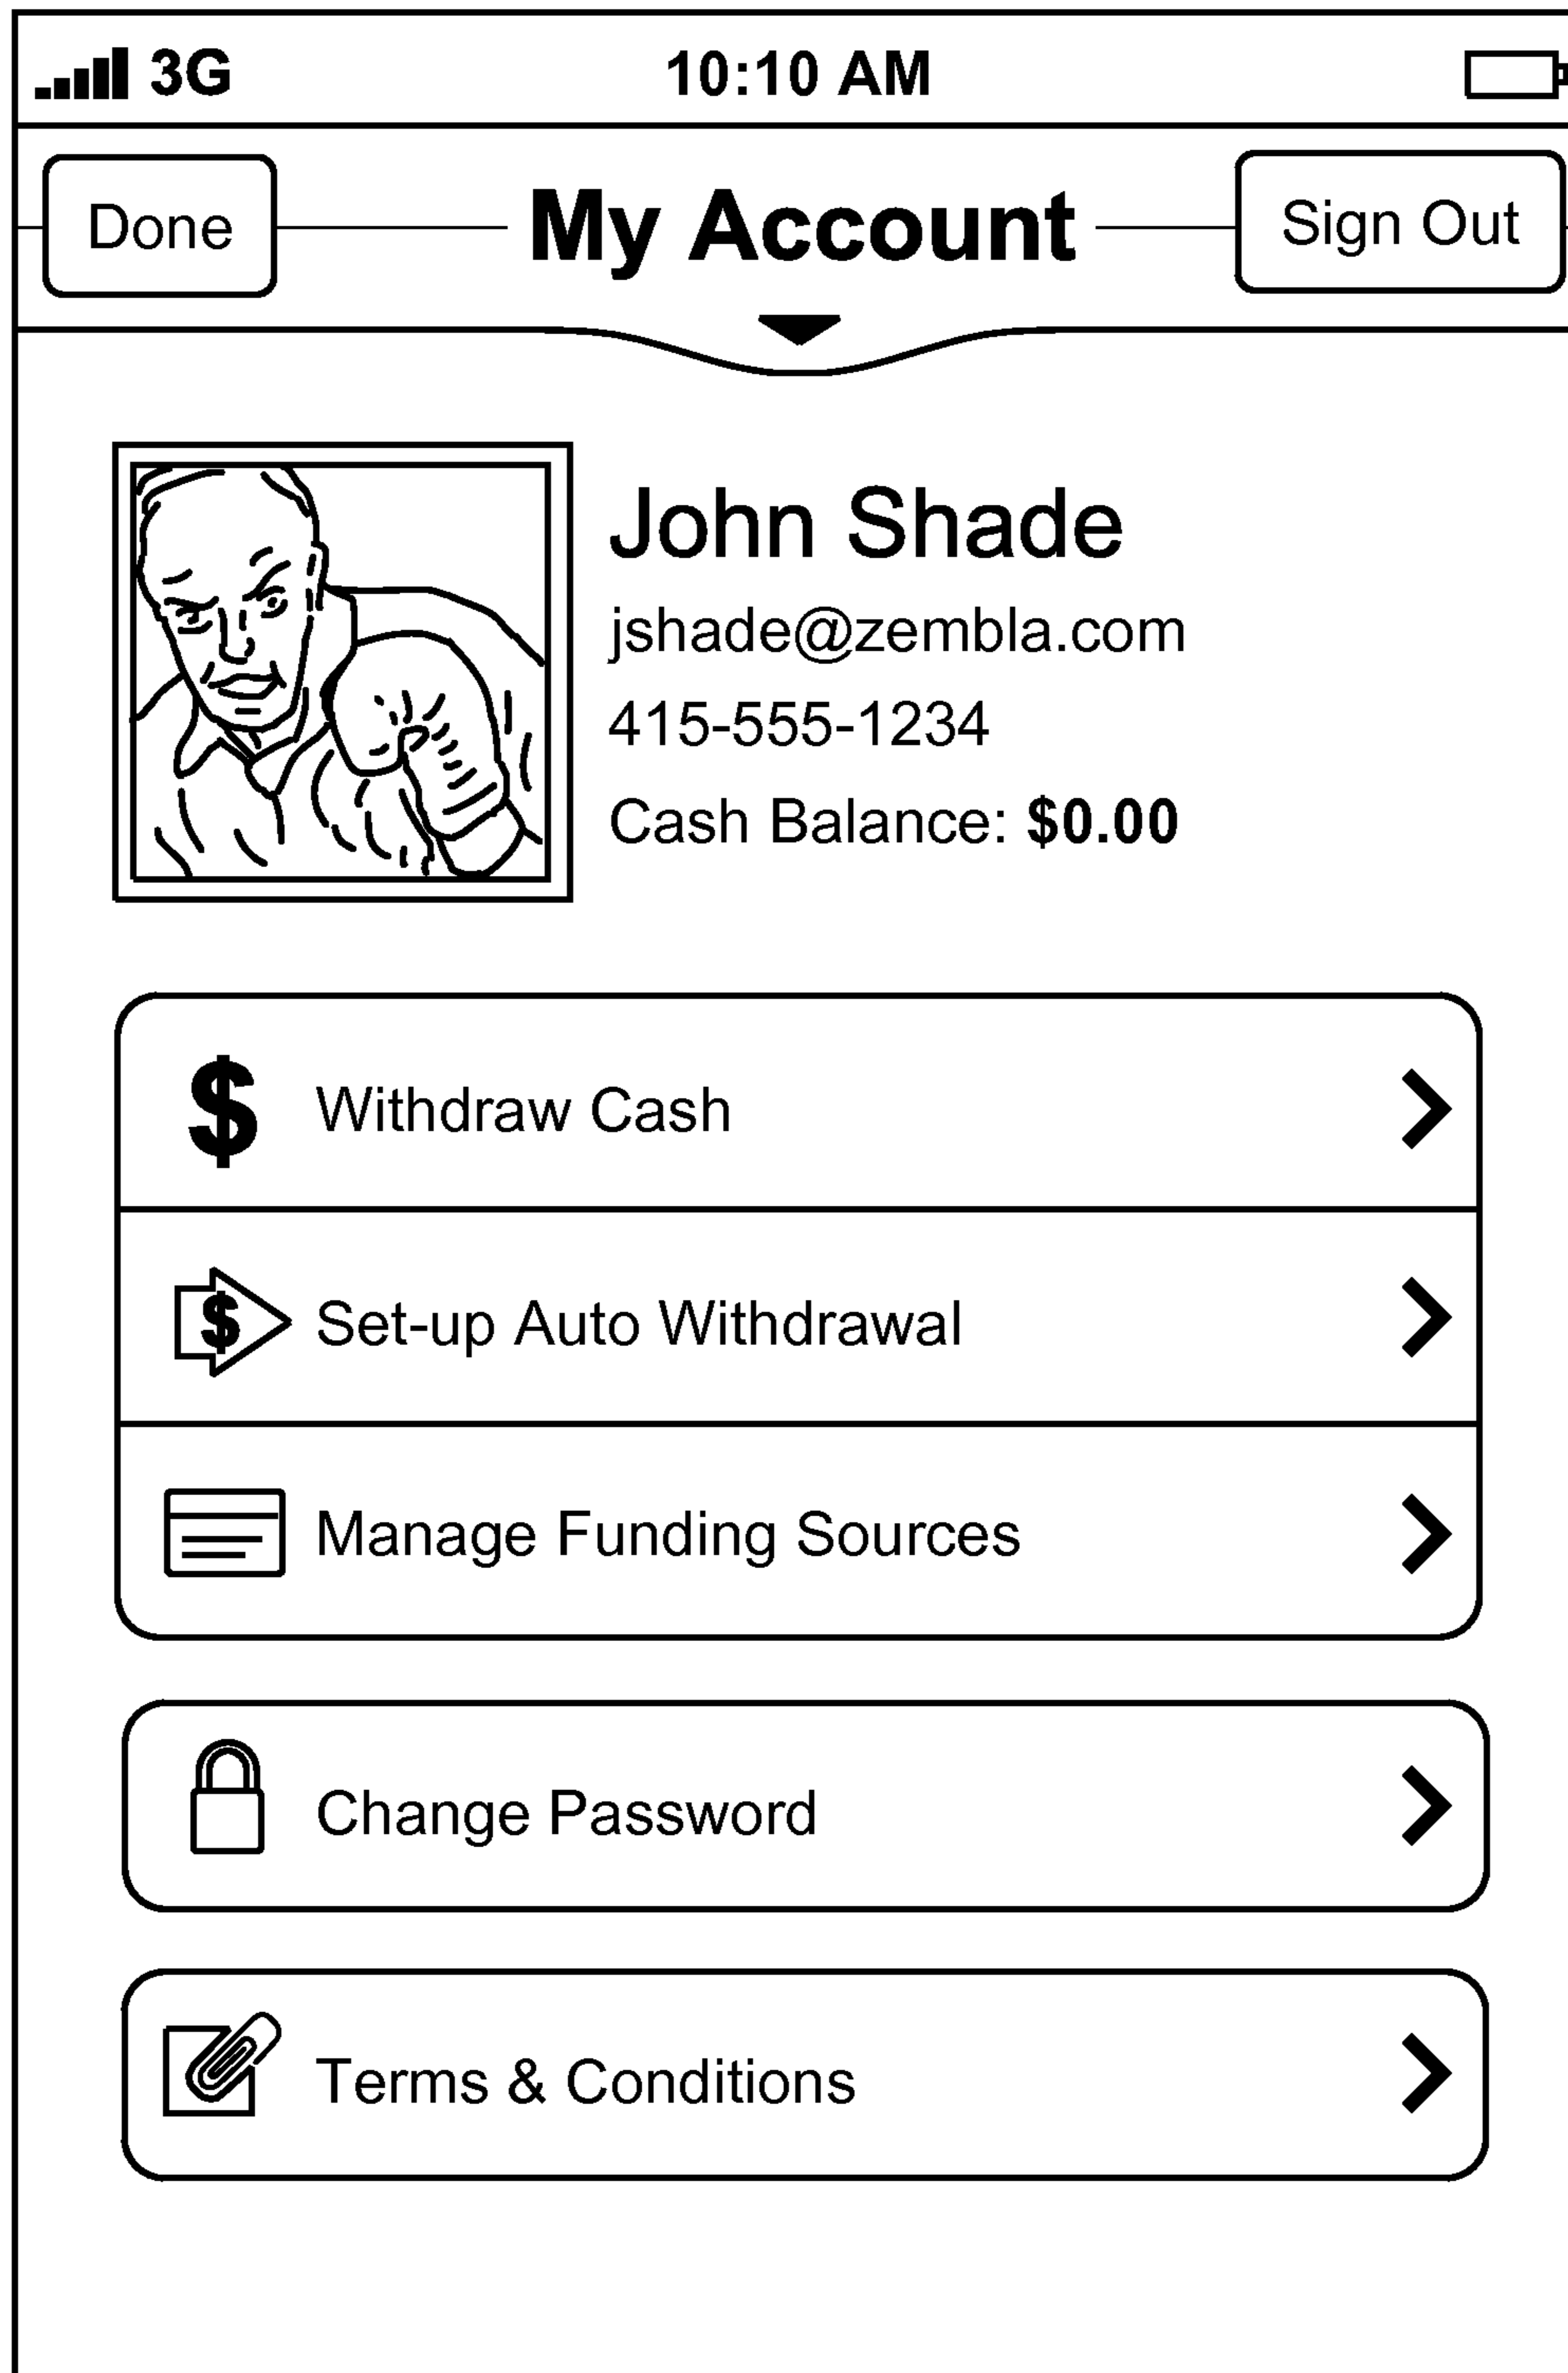 3G 10:10 AM
Done My Account Sign Out
John Shade
jshade@zembla.com
415-555-1234
Cash Balance: $0.00
$ Withdraw Cash
$ Set-up Auto Withdrawal
Manage Funding Sources
Change Password
Terms & Conditions